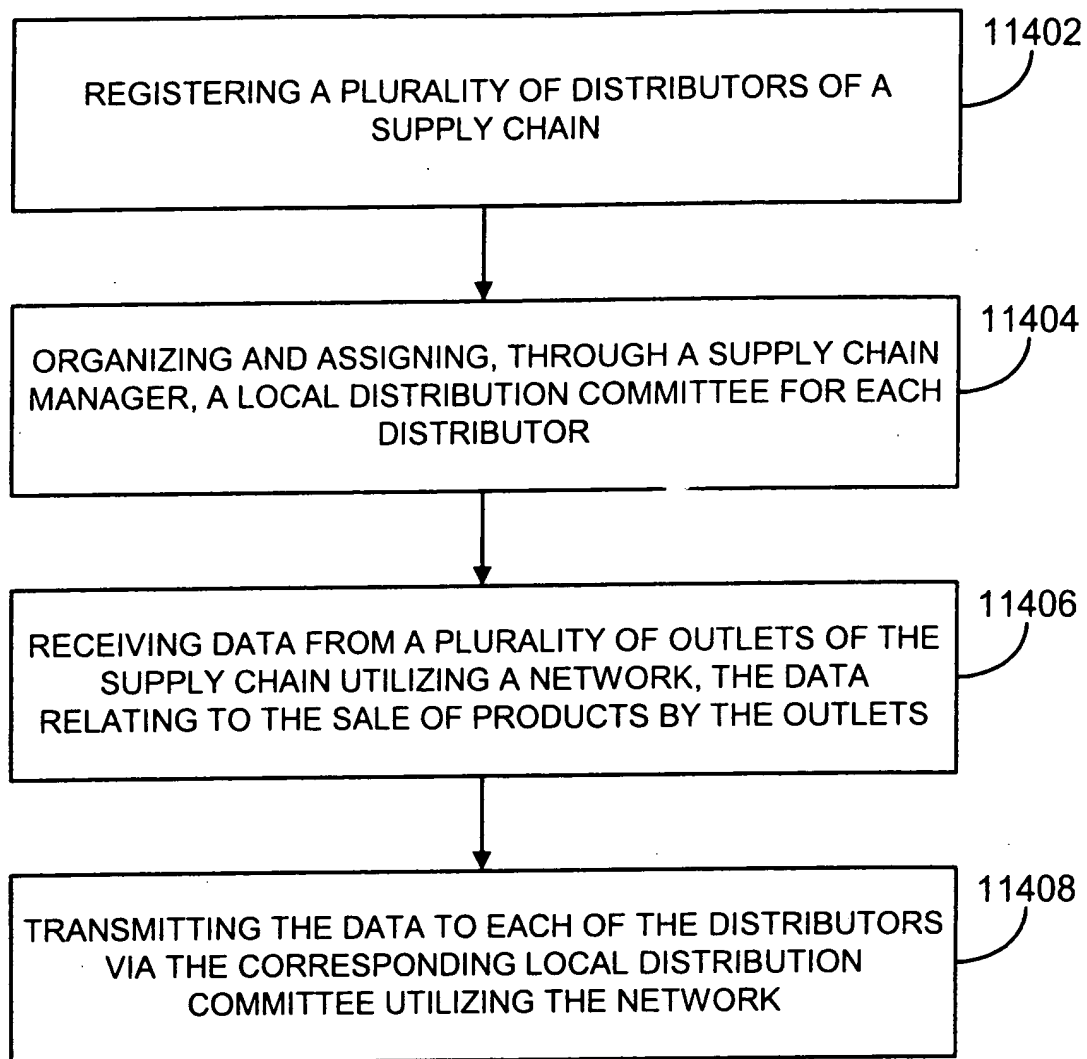 11402
REGISTERING A PLURALITY OF DISTRIBUTORS OF A
SUPPLY CHAIN
11404
ORGANIZING AND ASSIGNING, THROUGH A SUPPLY CHAIN
MANAGER, A LOCAL DISTRIBUTION COMMITTEE FOR EACH
DISTRIBUTOR
11406
RECEIVING DATA FROM A PLURALITY OF OUTLETS OF THE
SUPPLY CHAIN UTILIZING A NETWORK, THE DATA
RELATING TO THE SALE OF PRODUCTS BY THE OUTLETS
11408
TRANSMITTING THE DATA TO EACH OF THE DISTRIBUTORS
VIA THE CORRESPONDING LOCAL DISTRIBUTION
COMMITTEE UTILIZING THE NETWORK